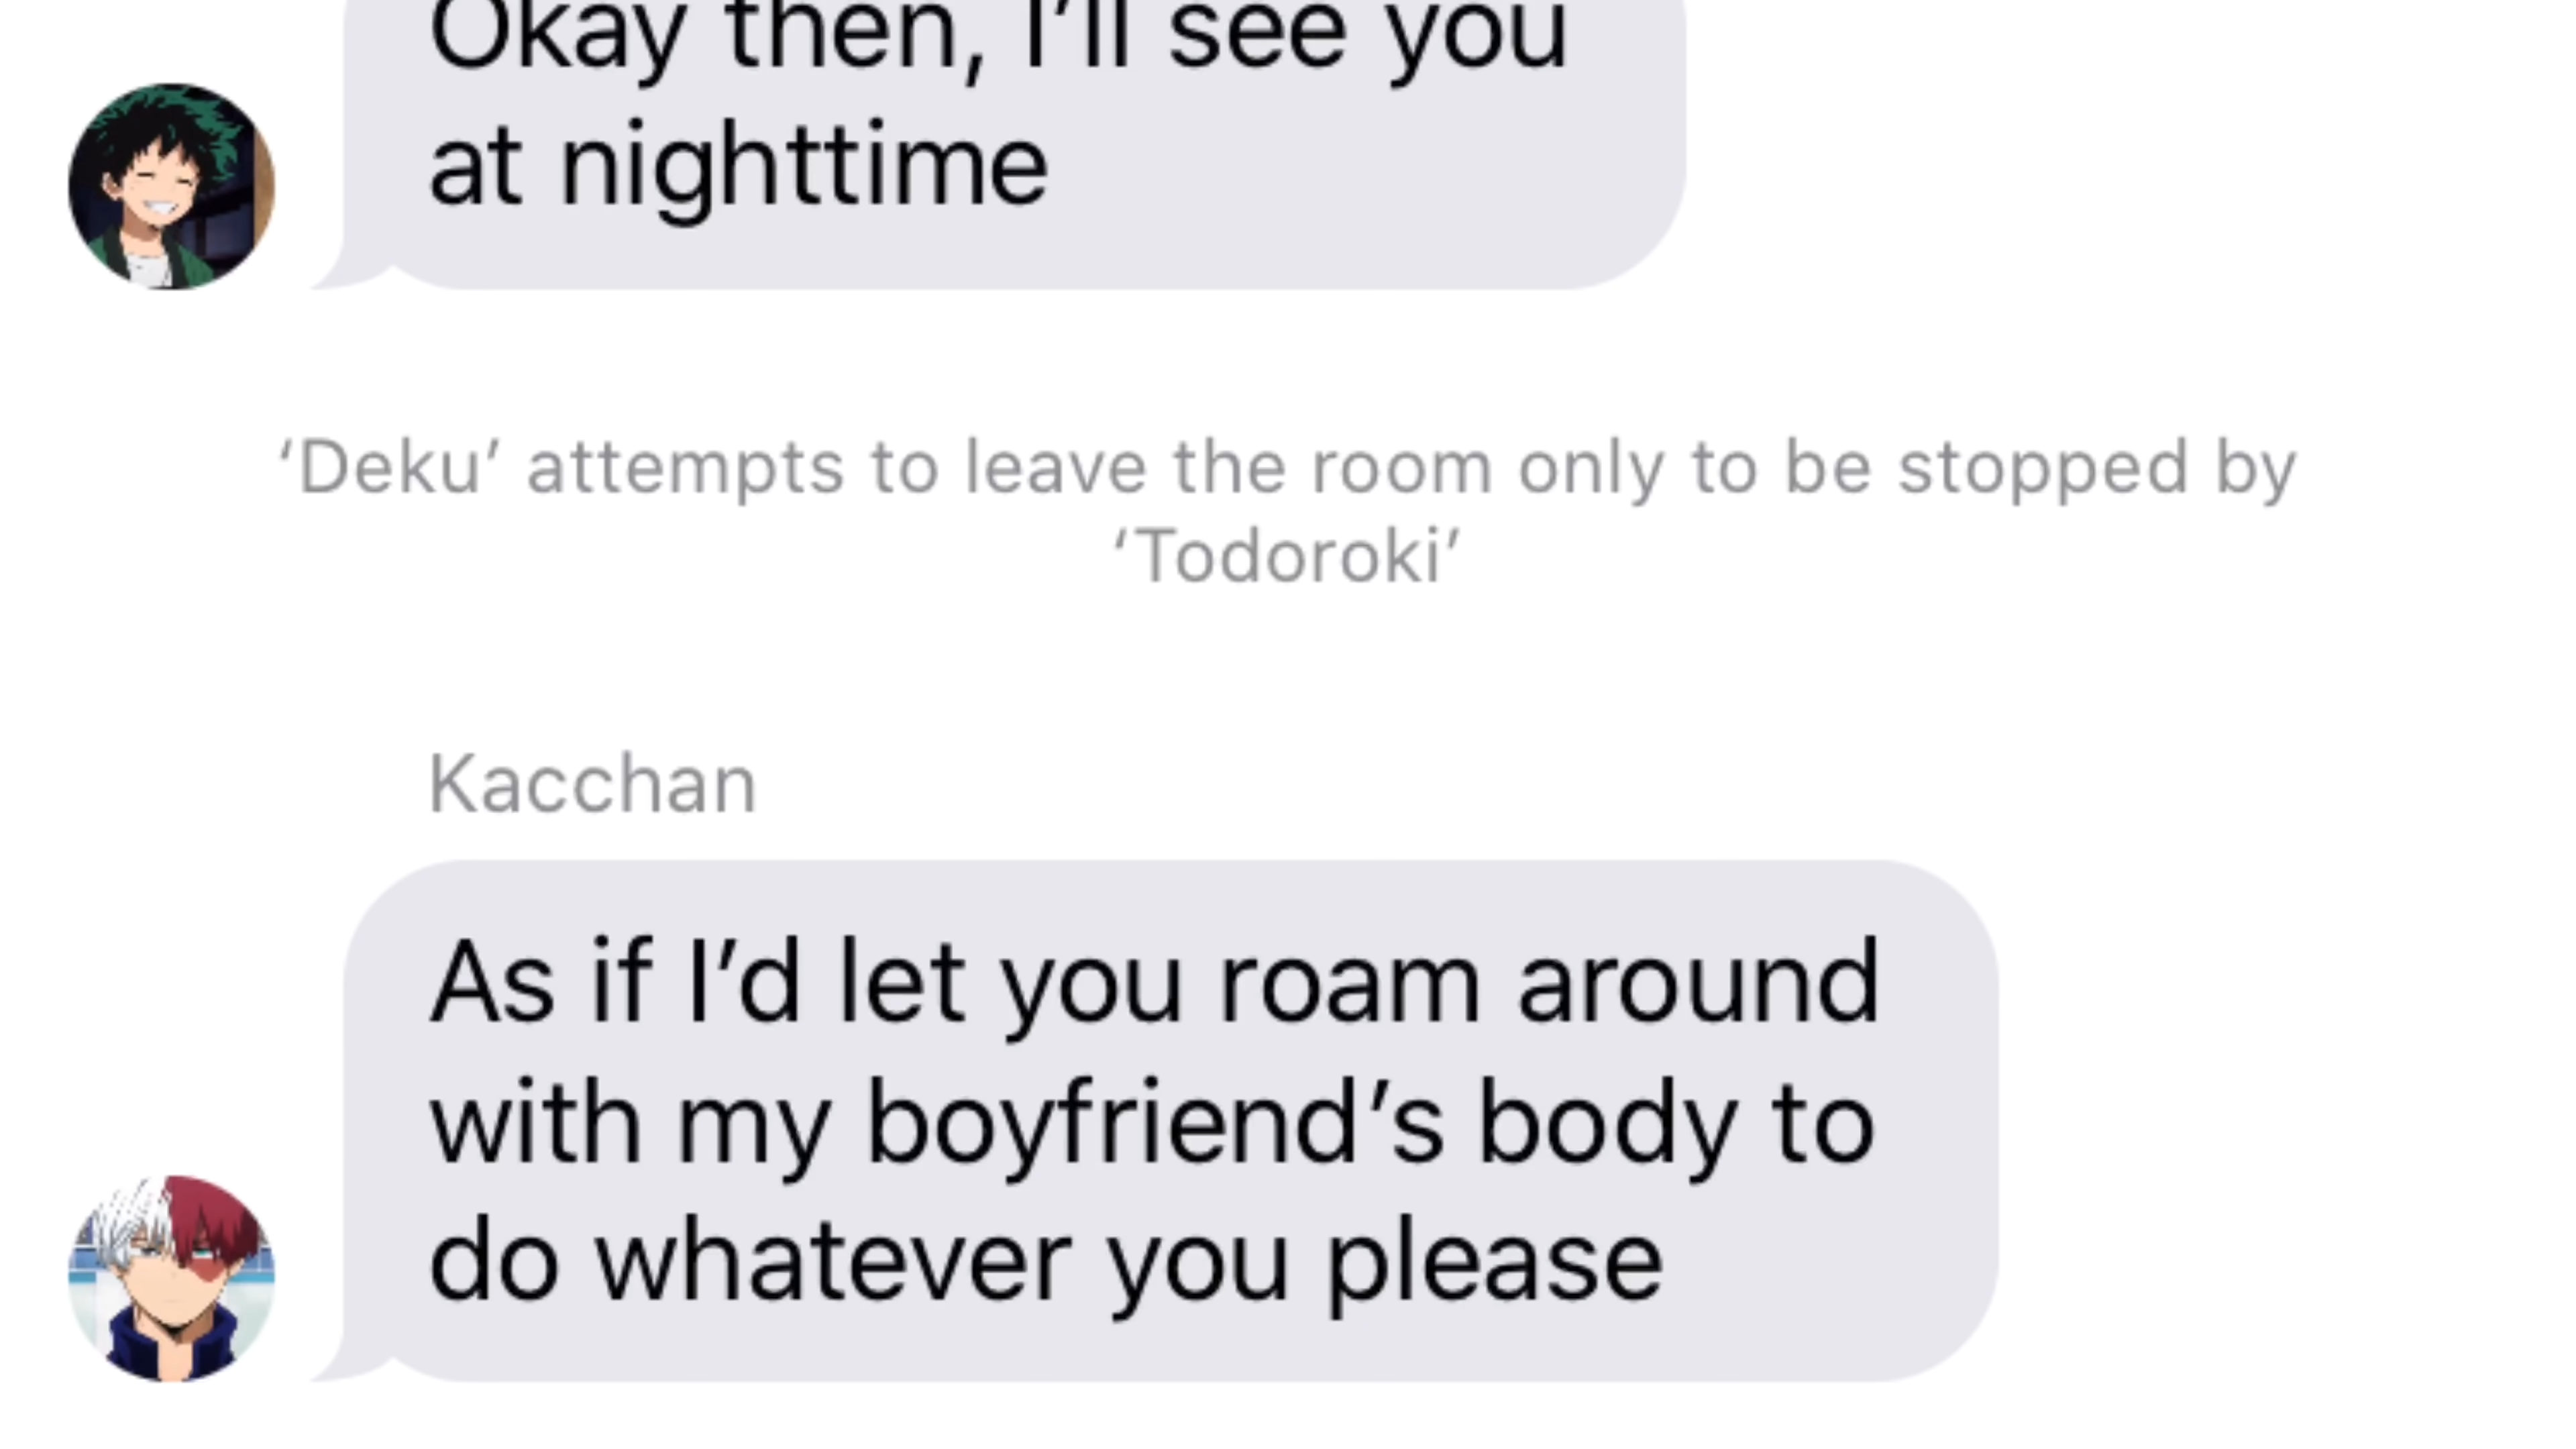 Okay then, I’ll see you
at nighttime
‘Deku’ attempts to leave the room only to be stopped by
‘Todoroki’
Kacchan
As if I’d let you roam around
with my boyfriend’s body to
do whatever you please